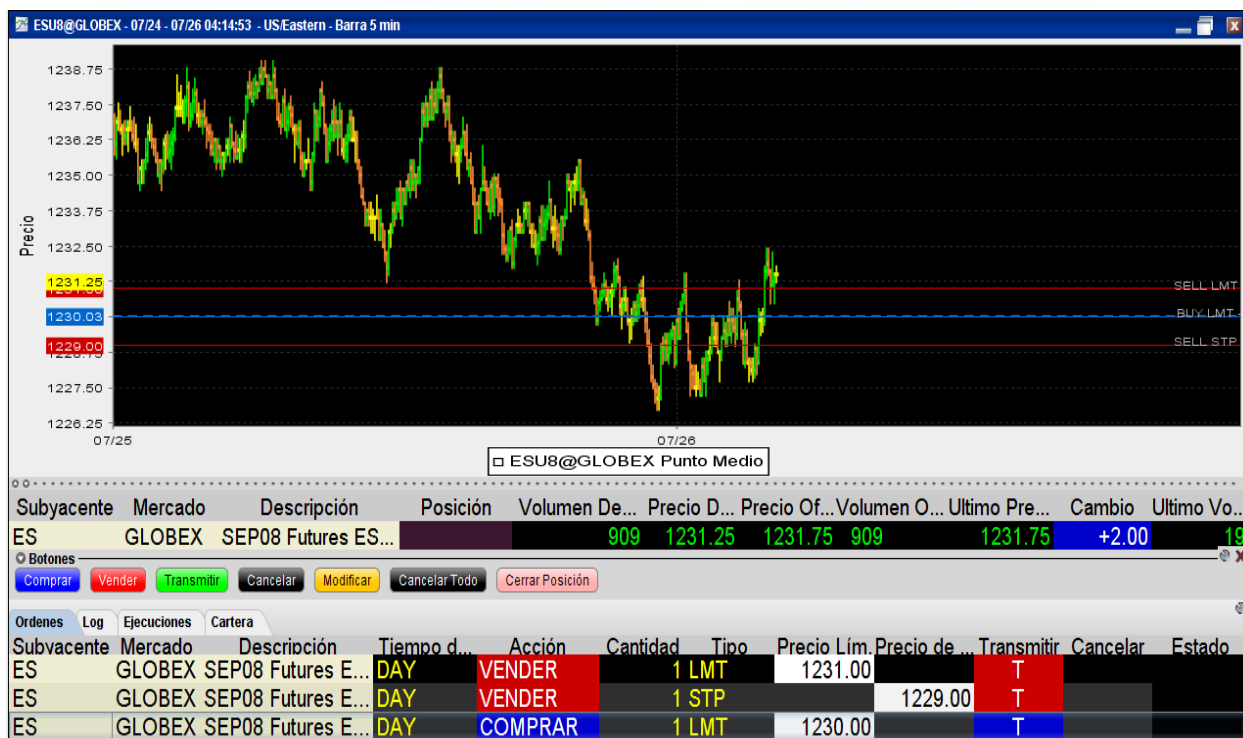 ESU8@GLOBEX - 07/24 - 07/26 04:14:53 - US/Eastern - Barra 5 min
1238.75
1237.50
1236.25
1235.00
1233.75
1232.50
1231.25
SELL LMT
1230.03
BUY LMT
1229.00
SELL STP
1227.50
1226.25
Precio
07/25 07/26
ESU8@GLOBEX Punto Medio
Subyacente Mercado Descripción Posición Volumen De... Precio D... Precio Of... Volumen O... Ultimo Pre... Cambio Ultimo Vo...
ES GLOBEX SEP08 Futures ES... 909 1231.25 1231.75 909 1231.75 +2.00 19
Botones
Comprar Vender Transmitir Cancelar Modificar Cancelar Todo Cerrar Posición
Ordenes Log Ejecuciones Cartera
Subyacente Mercado Descripción Tiempo d... Acción Cantidad Tipo Precio Lím. Precio de ... Transmitir Cancelar Estado
ES GLOBEX SEP08 Futures E... DAY VENDER 1 LMT 1231.00 T
ES GLOBEX SEP08 Futures E... DAY VENDER 1 STP 1229.00 T
ES GLOBEX SEP08 Futures E... DAY COMPRAR 1 LMT 1230.00 T